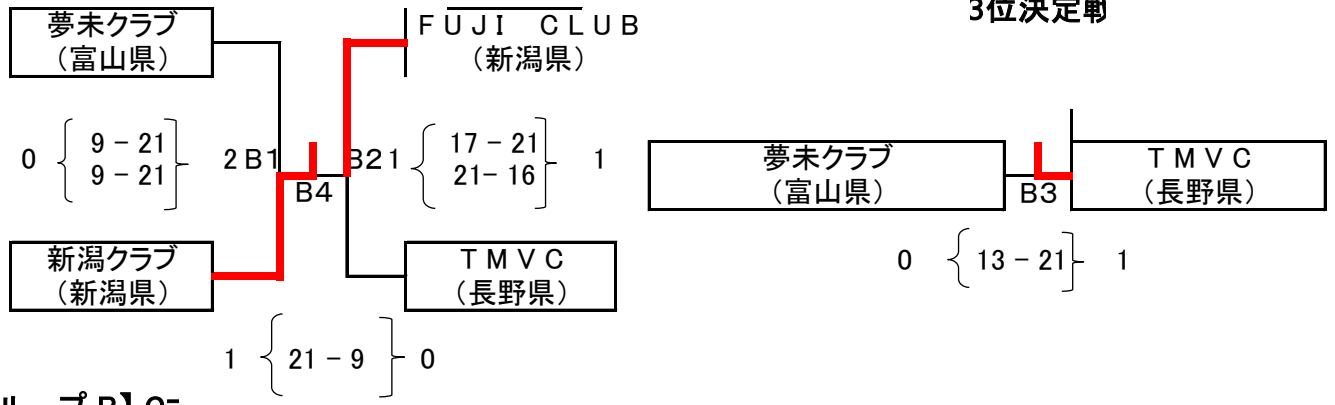 3位決定戦
夢未クラブ
（富山県）
ＦＵＪＩ　ＣＬＵＢ
（新潟県）
0 9 － 21 2 B1 B2 1 17 － 21 1
9 － 21 21－ 16
B4
夢未クラブ
（富山県）
B3
ＴＭＶＣ
（長野県）
新潟クラブ
（新潟県）
ＴＭＶＣ
（長野県）
0 13 － 21 1
1 21 － 9 0